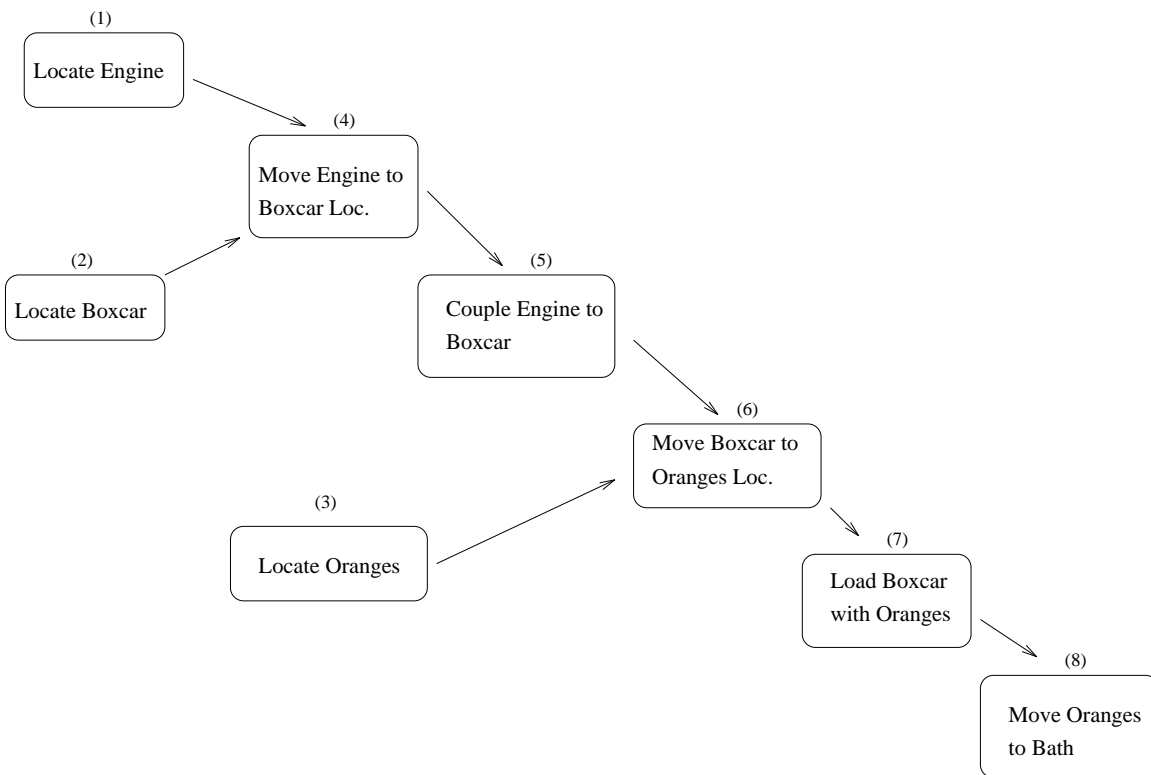 (1)
Locate Engine
(4)
Move Engine to
Boxcar Loc.
(2)
Locate Boxcar
(5)
Couple Engine to
Boxcar
(6)
Move Boxcar to
Oranges Loc.
(3)
Locate Oranges
(7)
Load Boxcar
with Oranges
(8)
Move Oranges
to Bath